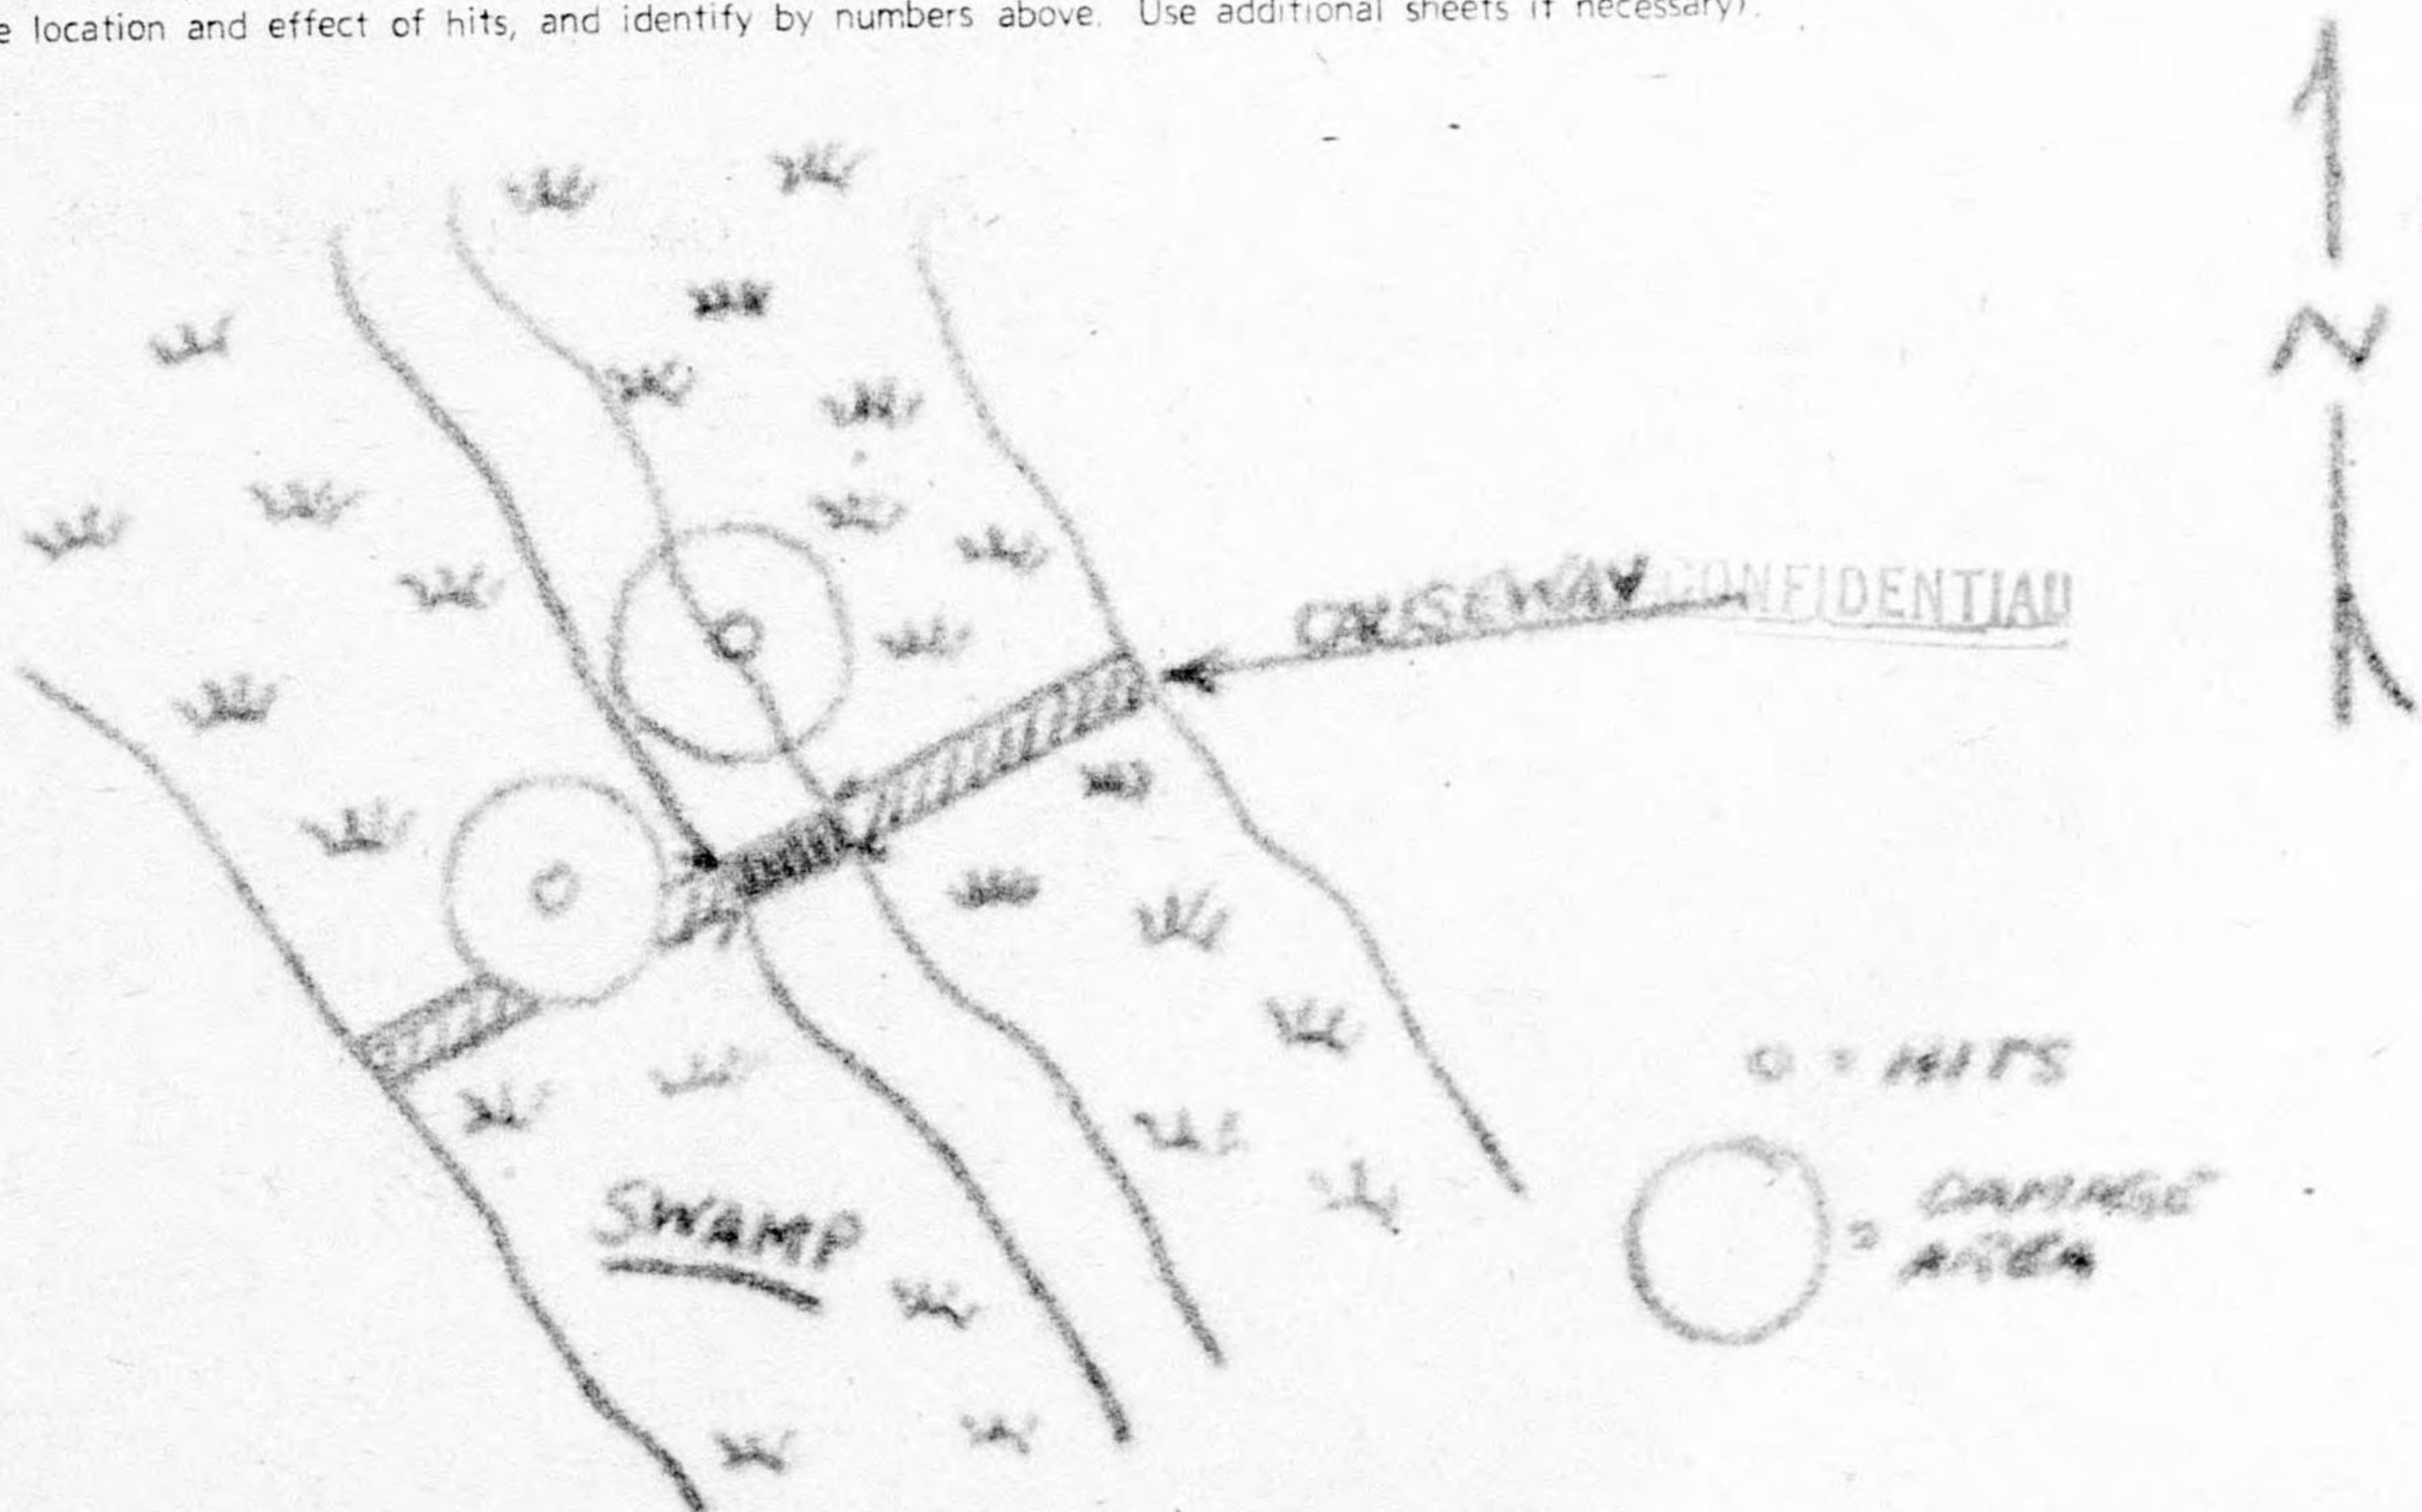 e location and effect of hits, and identify by numbers above. Use additional sheets if necessary).
N
CAUSEWAY CONFIDENTIAL
O = HITS
= DAMAGE
AREA
SWAMP